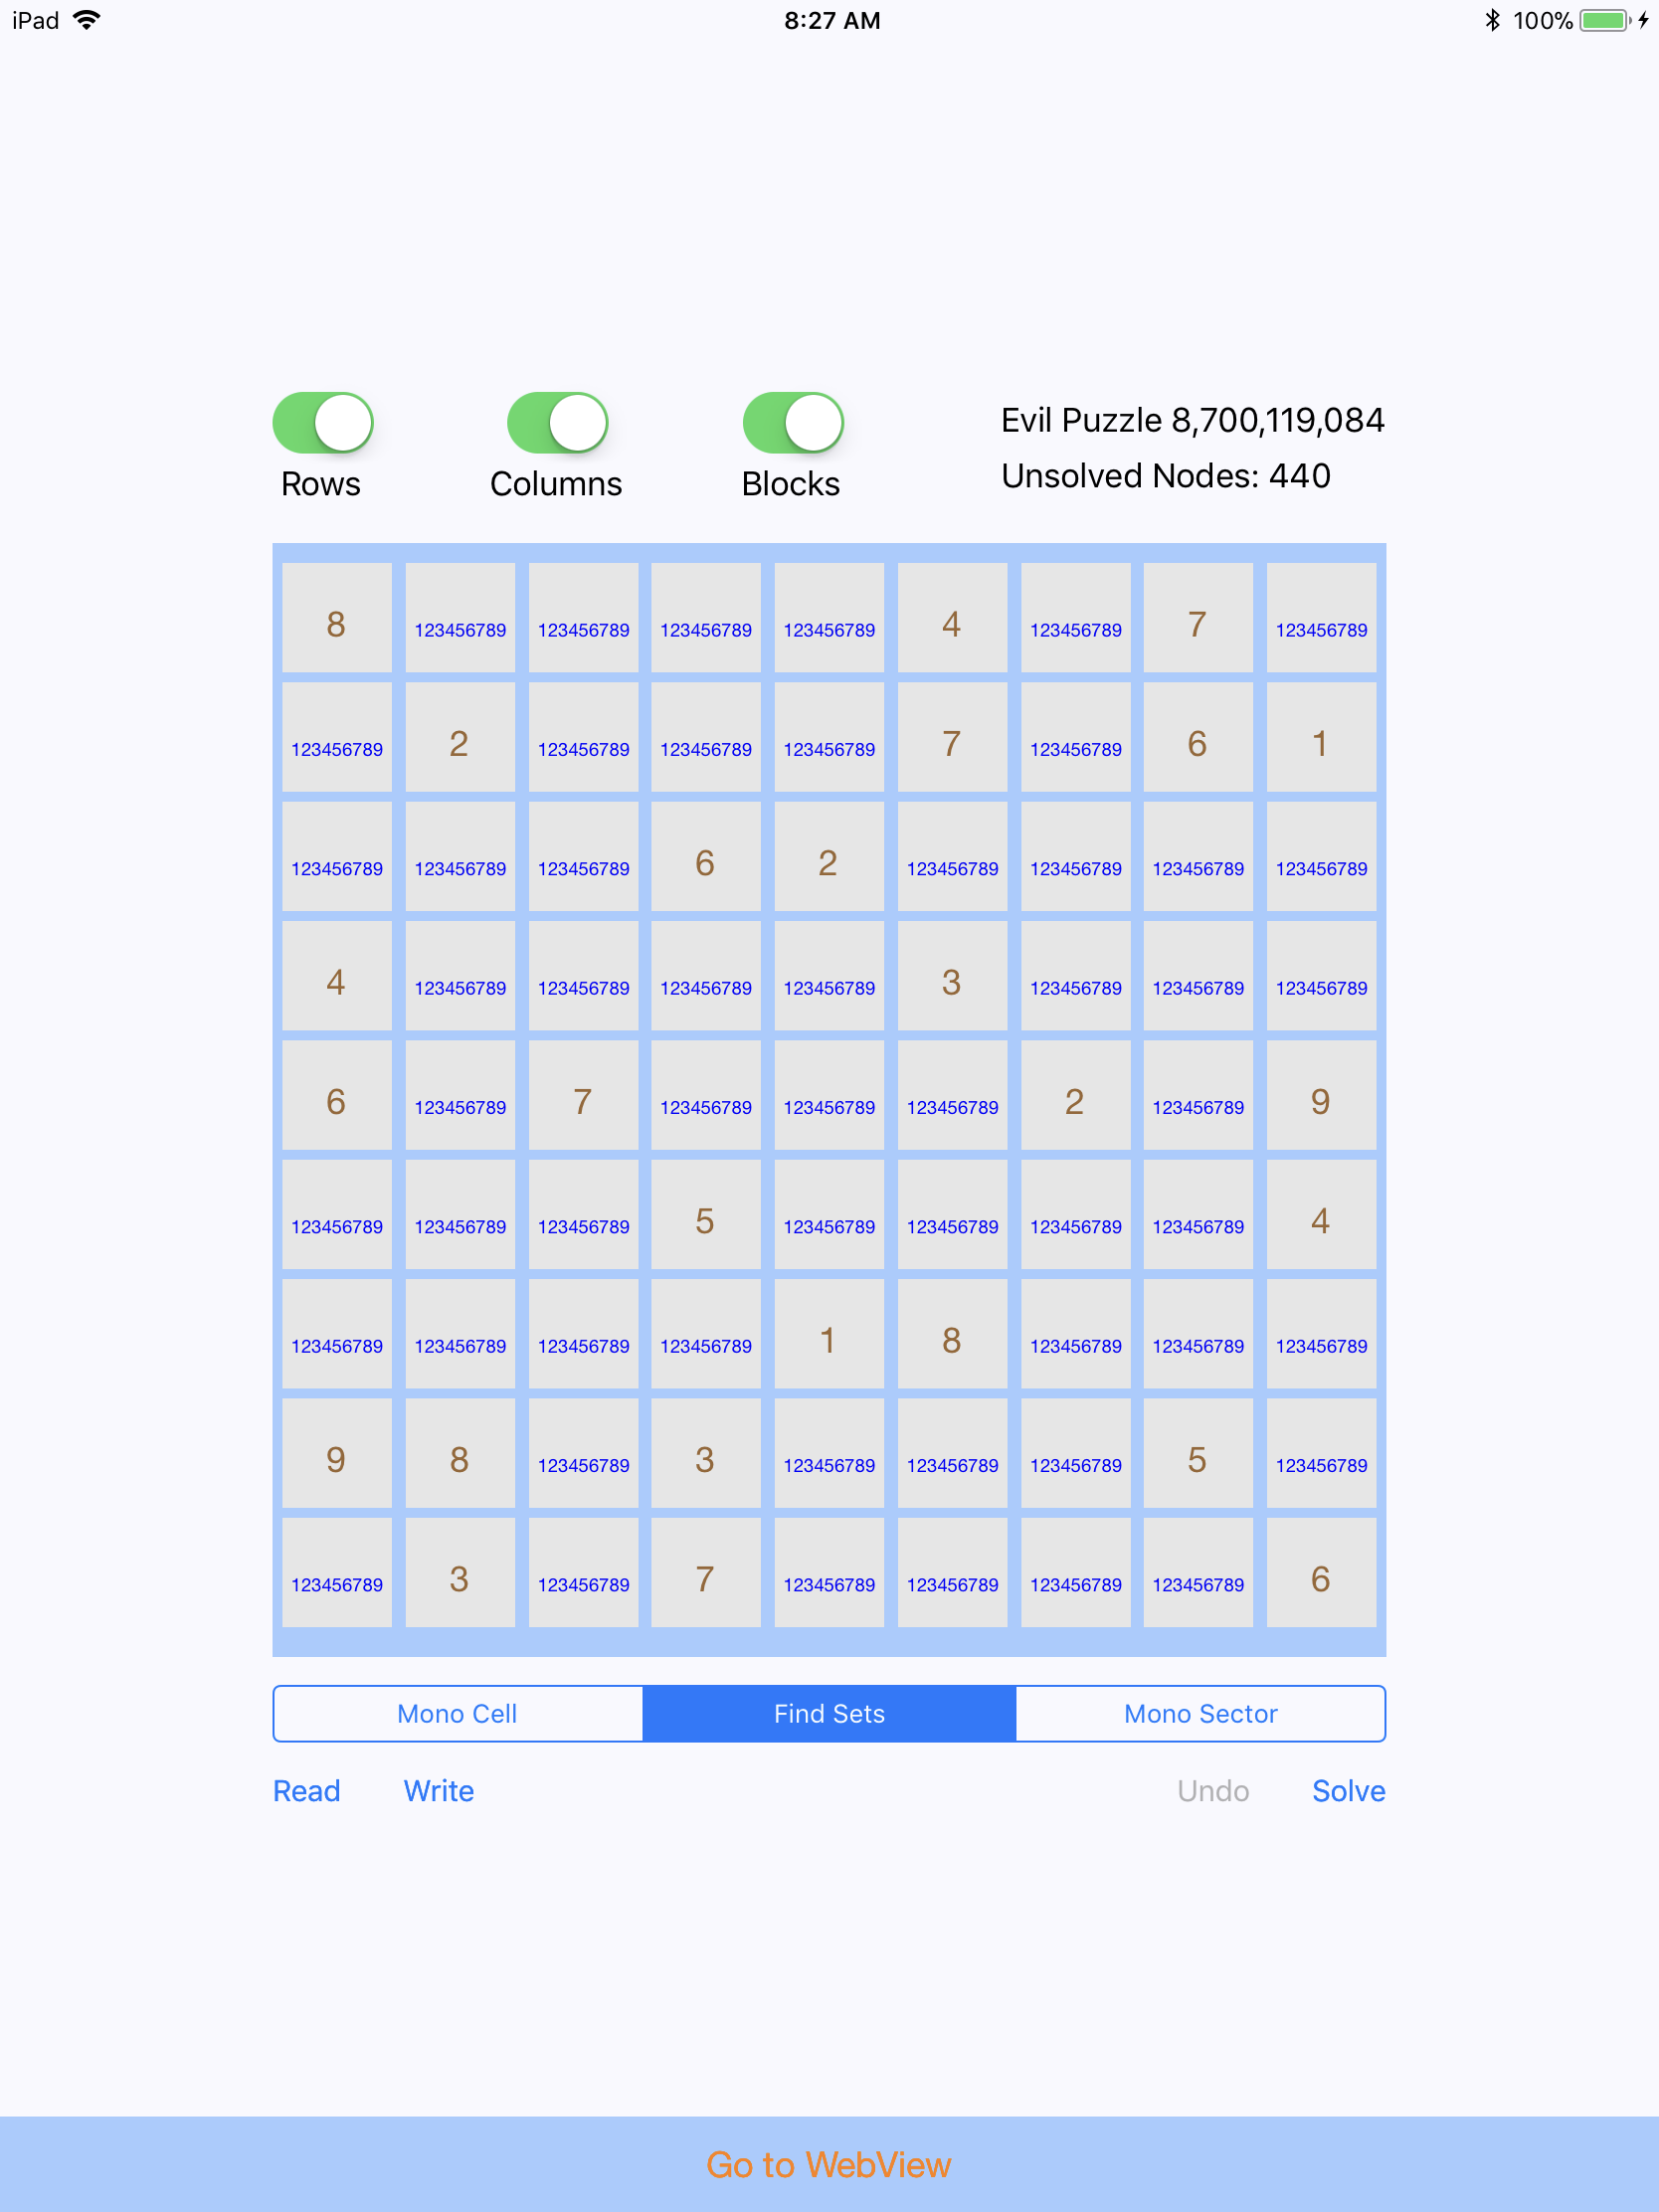 iPad 8:27 AM 100%
Rows Columns Blocks
Evil Puzzle 8,700,119,084
Unsolved Nodes: 440
8 123456789 123456789 123456789 123456789 4 123456789 7 123456789
123456789 2 123456789 123456789 123456789 7 123456789 6 1
123456789 123456789 123456789 6 2 123456789 123456789 123456789 123456789
4 123456789 123456789 123456789 123456789 3 123456789 123456789 123456789
6 123456789 7 123456789 123456789 123456789 2 123456789 9
123456789 123456789 123456789 5 123456789 123456789 123456789 123456789 4
123456789 123456789 123456789 123456789 1 8 123456789 123456789 123456789
9 8 123456789 3 123456789 123456789 123456789 5 123456789
123456789 3 123456789 7 123456789 123456789 123456789 123456789 6
Mono Cell Find Sets Mono Sector
Read Write Undo Solve
Go to WebView